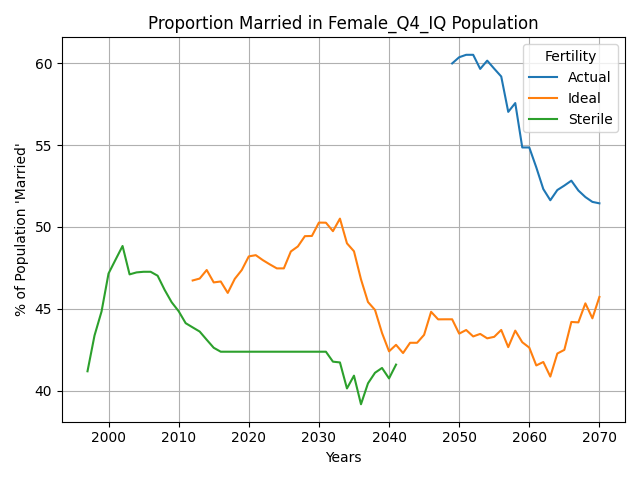 Proportion Married in Female_Q4_IQ Population
% of Population 'Married'
60
55
50
45
40
Fertility
Actual
Ideal
Sterile
2000 2010 2020 2030 2040 2050 2060 2070
Years